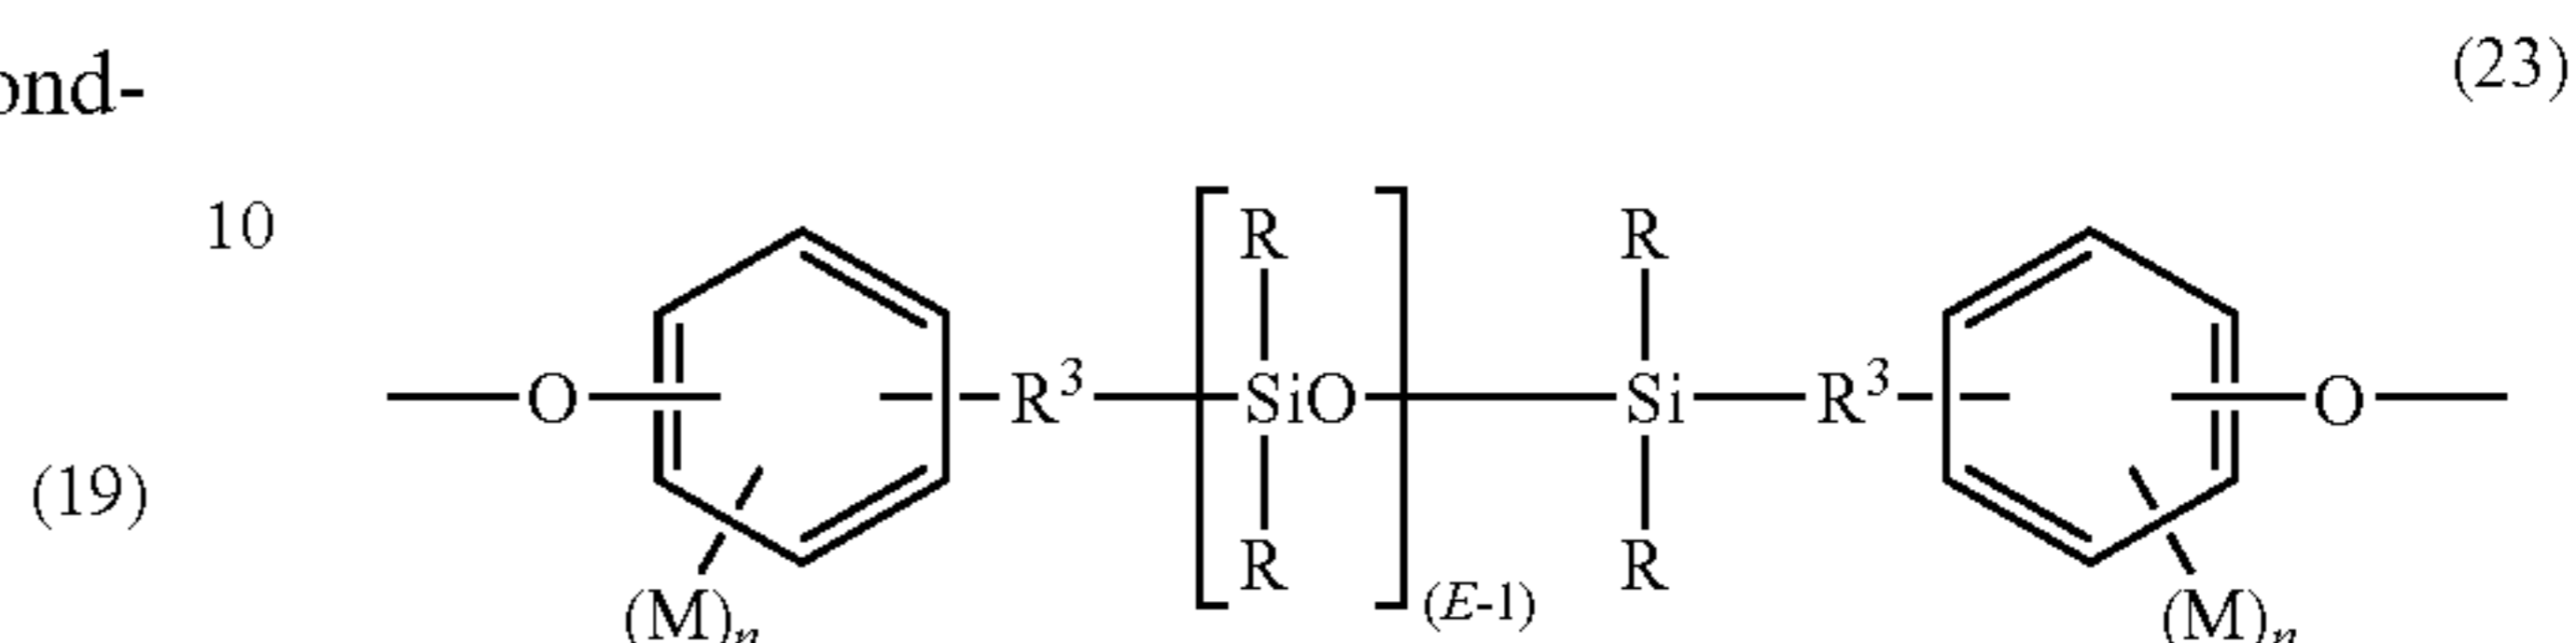 ond-
(23)
10
R R
O R³ SiO Si R³ O
(19)
R R
(E-1)
(M)n (M)n